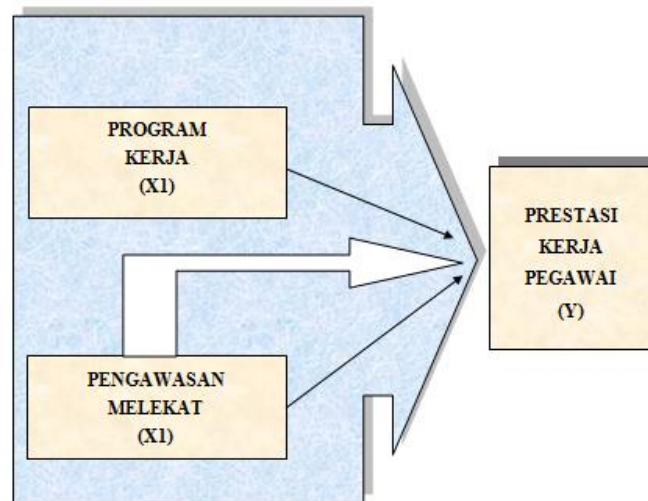 PROGRAM
KERJA
(X1)
PRESTASI
KERJA
PEGAWAI
(Y)
PENGAWASAN
MELEKAT
(X1)